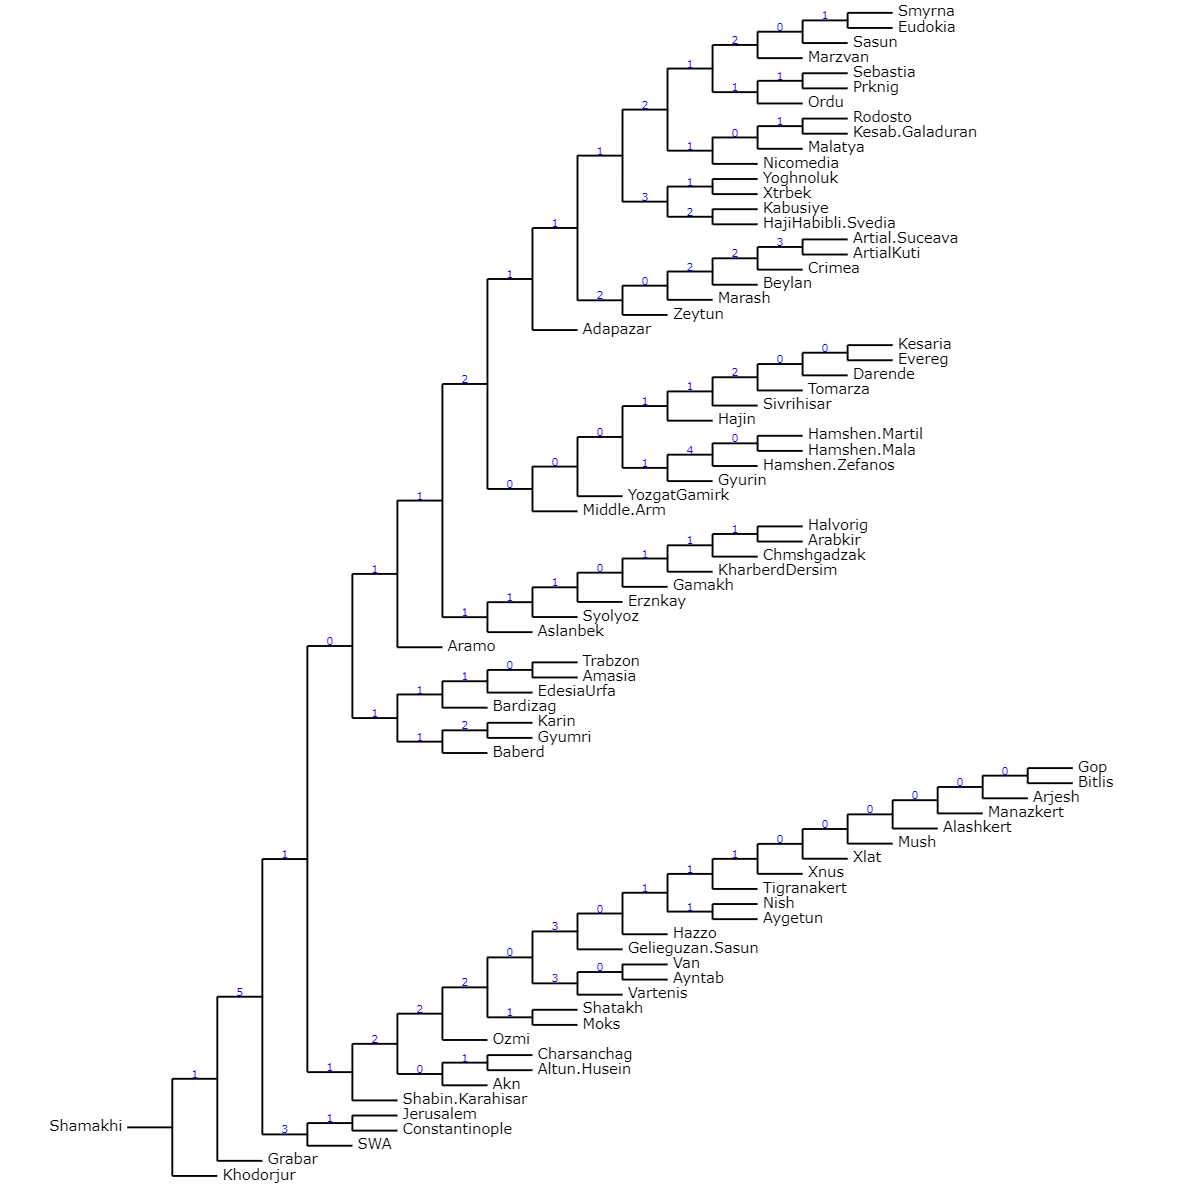 Smyrna
1
Eudokia
0
2
Sasun
Marzvan
1
Sebastia
1
Prknig
1
Ordu
2
Rodosto
1
Kesab.Galaduran
0
Malatya
1
1
Nicomedia
Yoghnoluk
1
Xtrbek
3
Kabusiye
2
HajiHabibli.Svedia
1
Artial.Suceava
3
ArtialKuti
2
Crimea
2
1
0
Beylan
2
Marash
Zeytun
Adapazar
Kesaria
0
Evereg
0
Darende
2
2
Tomarza
1
1
Sivrihisar
Hajin
0
Hamshen.Martil
0
Hamshen.Mala
4
0
1
Hamshen.Zefanos
0
Gyurin
1
YozgatGamirk
Middle.Arm
Halvorig
1
Arabkir
1
Chmshgadzak
1
1
0
KharberdDersim
1
Gamakh
1
Erznkay
1
Syolyoz
Aslanbek
0
Aramo
Trabzon
0
Amasia
1
1
EdesiaUrfa
1
Bardizag
Karin
2
Gyumri
1
Baberd
Gop
0
Bitlis
0
Arjesh
0
Manazkert
0
Alashkert
0
Mush
0
1
1
Xlat
1
Xnus
1
Tigranakert
Nish
0
1
Aygetun
3
Hazzo
0
Gelieguzan.Sasun
Van
0
Ayntab
2
3
5
Vartenis
2
Shatakh
1
Moks
2
Ozmi
Charsanchag
1
1
0
Altun.Husein
1
Akn
Shabin.Karahisar
Jerusalem
1
Shamakhi
3
Constantinople
SWA
Grabar
Khodorjur